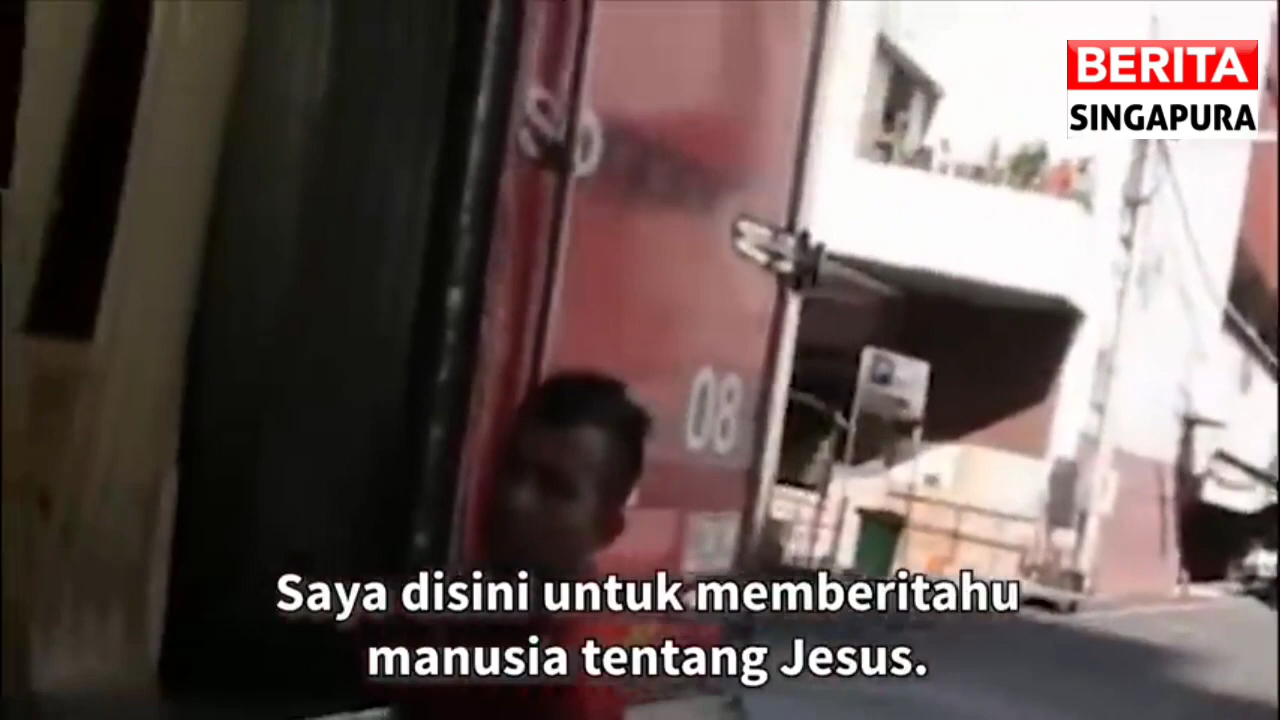 BERITA
SINGAPURA
08
Saya disini untuk memberitahu
manusia tentang Jesus.